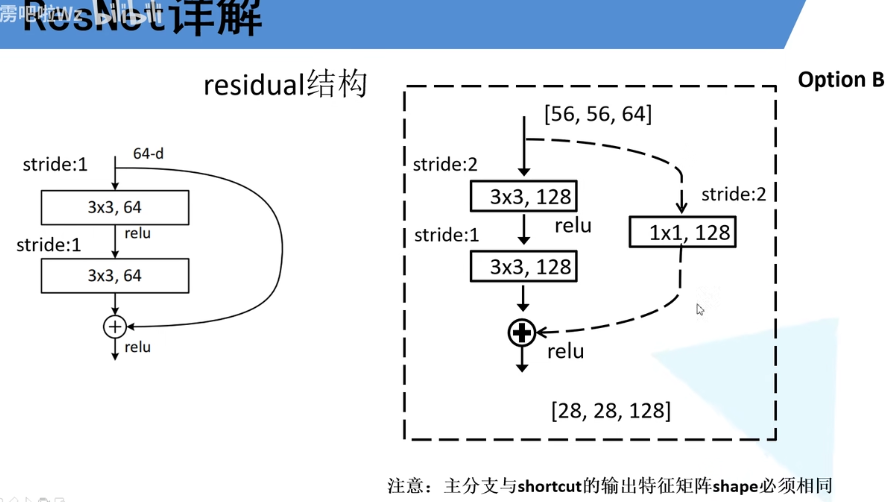 霹吧啦Wz bilibili
ResNet详解
residual结构
Option B
64-d
stride:1
3x3, 64
relu
stride:1
3x3, 64
relu
[56, 56, 64]
stride:2
3x3, 128
relu
stride:1
3x3, 128
relu
stride:2
1x1, 128
[28, 28, 128]
注意：主分支与shortcut的输出特征矩阵shape必须相同